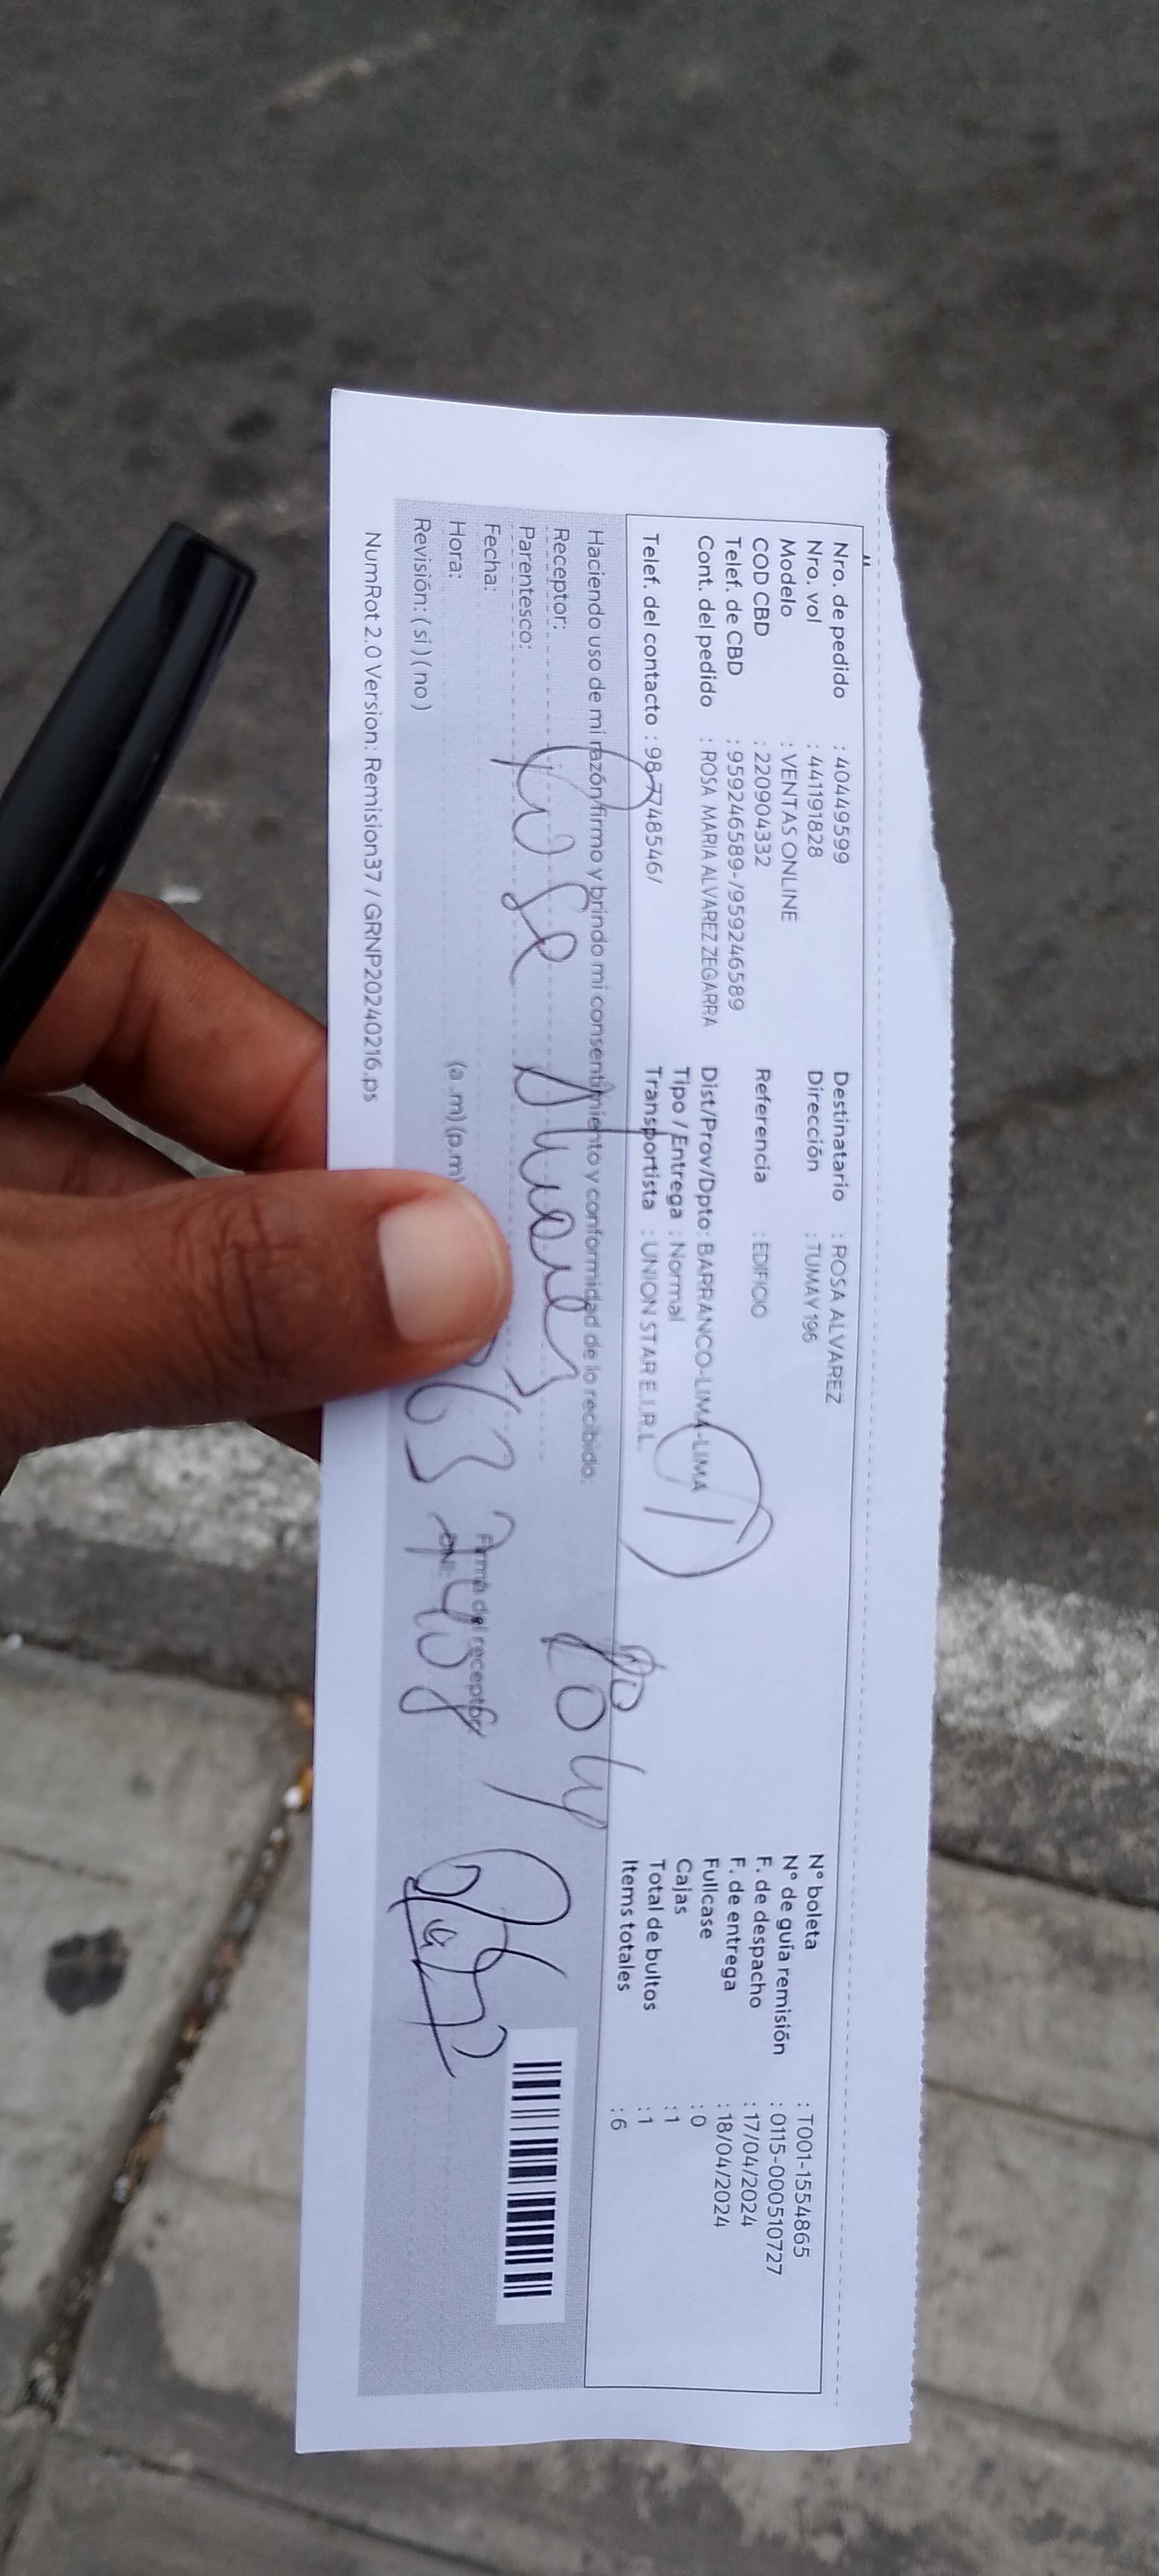 Nro. de pedido : 40449599
Nro. vol : 441191828
Modelo : VENTAS ONLINE
COD CBD : 220904332
Telef. de CBD : 959246589-/959246589
Cont. del pedido : ROSA MARIA ALVAREZ ZEGARRA
Telef. del contacto : 98-7748546/
Destinatario : ROSA ALVAREZ
Dirección : TUMAY 196
Referencia : EDIFICIO
Dist/Prov/Dpto: BARRANCO-LIMA-LIMA
Tipo / Entrega : Normal
Transportista : UNION STAR E.I.R.L.
N° boleta : T001-1554865
N° de guía remisión : 0115-000510727
F. de despacho : 17/04/2024
F. de entrega : 18/04/2024
Fullcase : 0
Cajas : 1
Total de bultos : 1
Items totales : 6
Haciendo uso de mi razón firmo y brindo mi consentimiento y conformidad de lo recibido:
Receptor:
Parentesco:
Fecha:
Hora: (a .m) (p.m)
Revisión: ( si ) ( no )
Firma del receptor
DNI:
NumRot 2.0 Version: Remision37 / GRNP20240216.ps